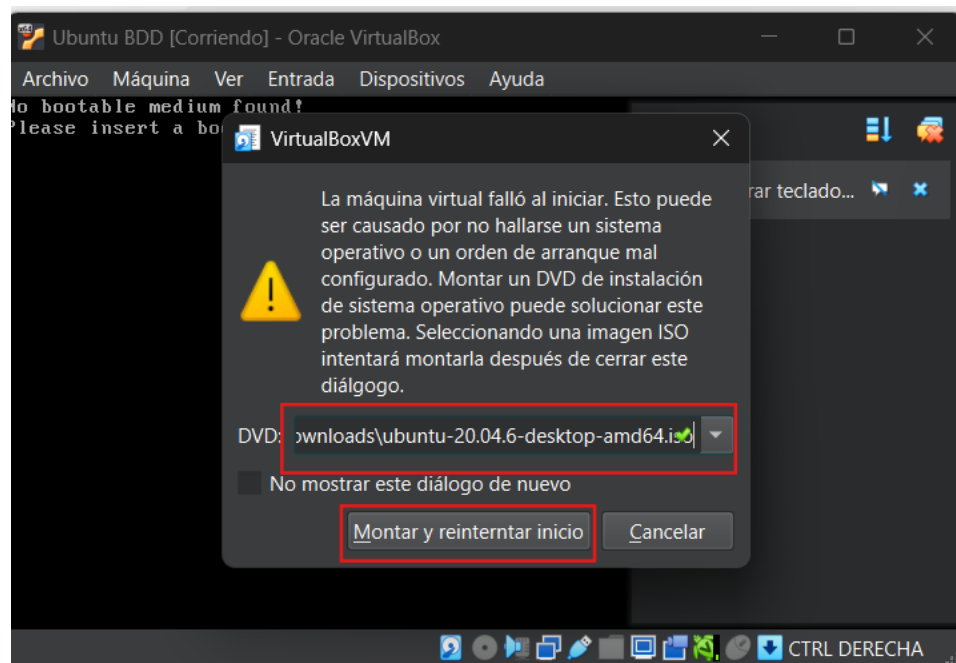 Ubuntu BDD [Corriendo] - Oracle VirtualBox
Archivo Máquina Ver Entrada Dispositivos Ayuda
No bootable medium found!
Please insert a bo
VirtualBoxVM
rar teclado...
La máquina virtual falló al iniciar. Esto puede
ser causado por no hallarse un sistema
operativo o un orden de arranque mal
configurado. Montar un DVD de instalación
de sistema operativo puede solucionar este
problema. Seleccionando una imagen ISO
intentará montarla después de cerrar este
diálgogo.
DVD: ownloads\ubuntu-20.04.6-desktop-amd64.iso
No mostrar este diálogo de nuevo
Montar y reinterntar inicio Cancelar
CTRL DERECHA